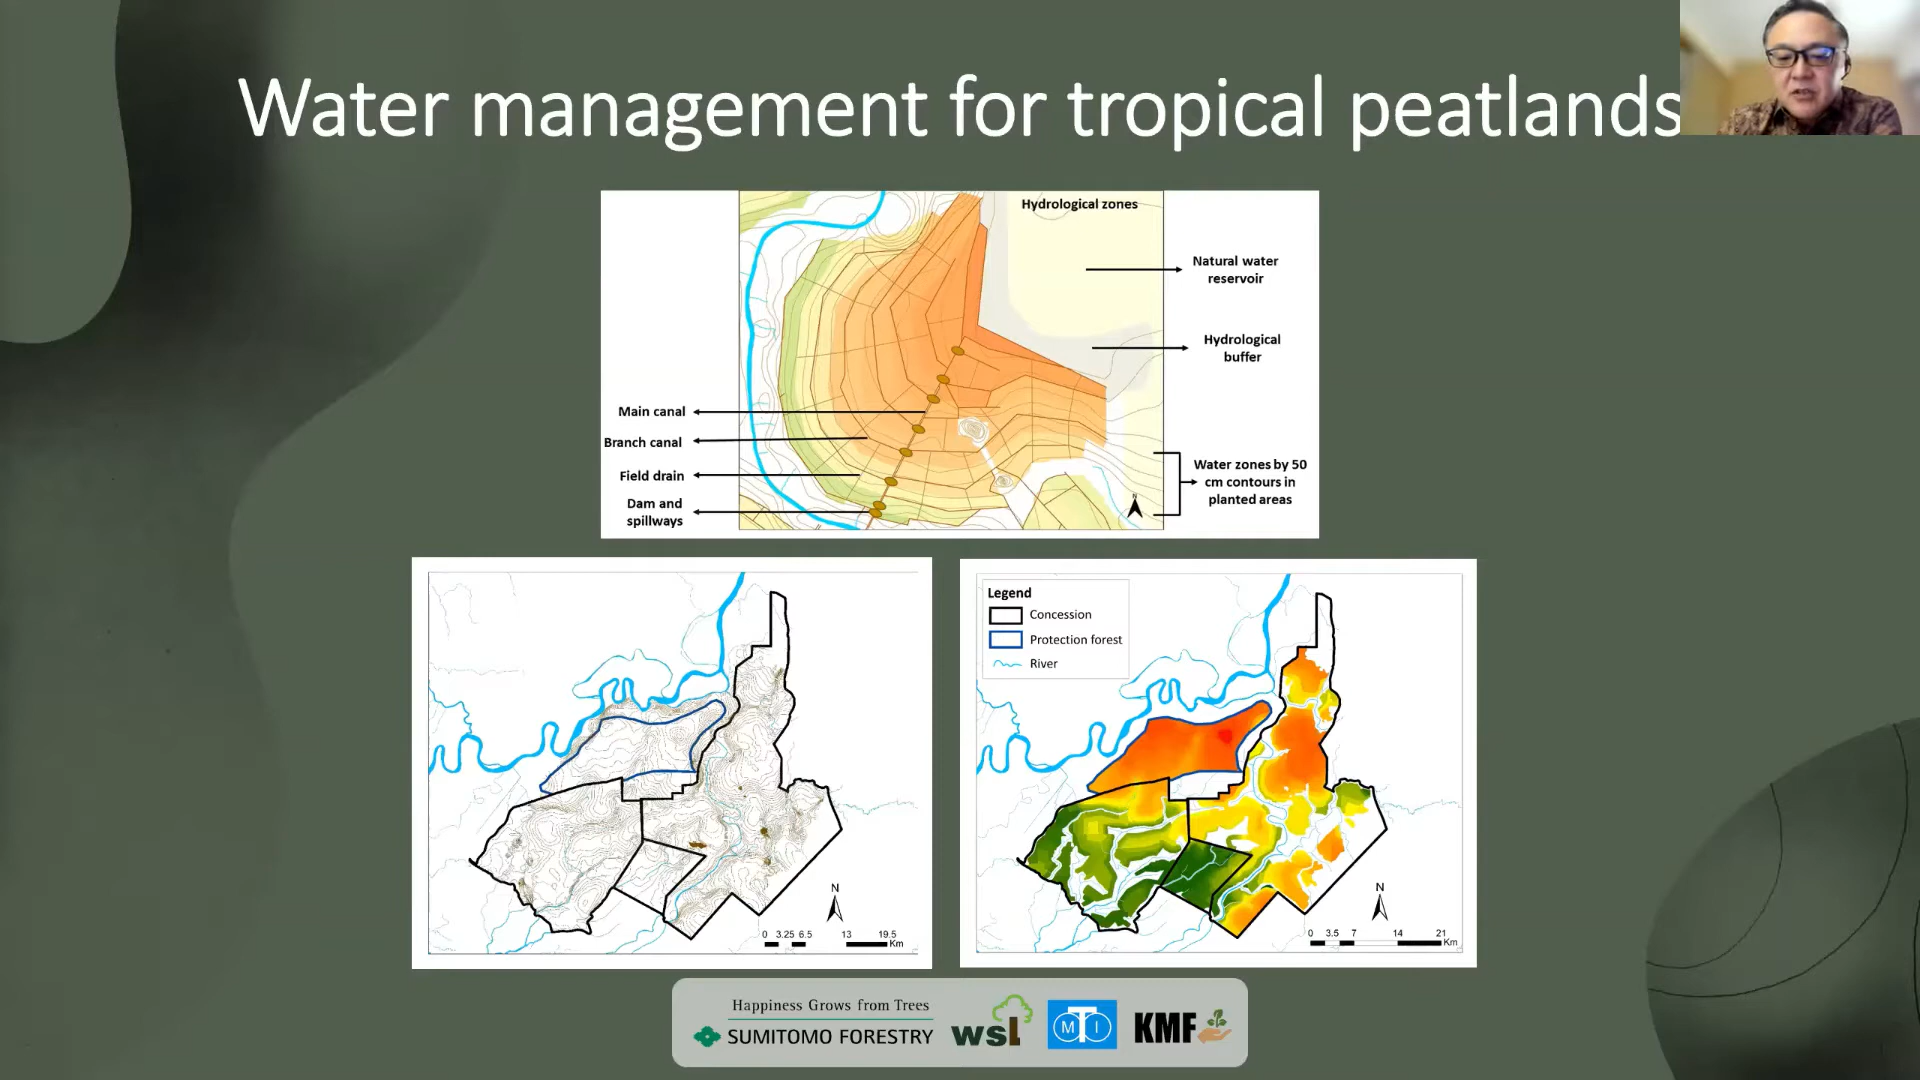 Water management for tropical peatlands
Hydrological zones
Natural water
reservoir
Hydrological
buffer
Main canal
Branch canal
Field drain
Dam and
spillways
Water zones by 50
cm contours in
planted areas
N
N
0 3.25 6.5 13 19.5
Km
Legend
Concession
Protection forest
River
N
0 3.5 7 14 21
Km
Happiness Grows from Trees
SUMITOMO FORESTRY
wsl
MTI
KMF